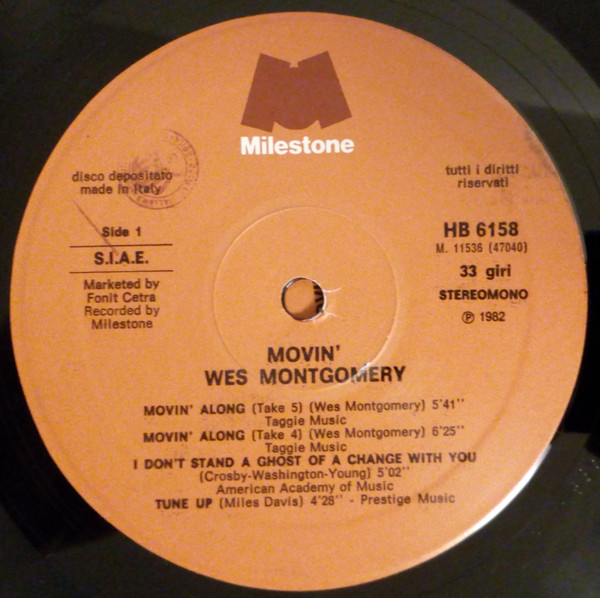 Milestone
disco depositato
made in Italy
tutti i diritti
riservati
Side 1
S.I.A.E.
Marketed by
Fonit Cetra
Recorded by
Milestone
HB 6158
M. 11536 (47040)
33 giri
STEREOMONO
℗ 1982
MOVIN'
WES MONTGOMERY
MOVIN' ALONG (Take 5) (Wes Montgomery) 5'41''
Taggie Music
MOVIN' ALONG (Take 4) (Wes Montgomery) 6'25''
Taggie Music
I DON'T STAND A GHOST OF A CHANGE WITH YOU
(Crosby-Washington-Young) 5'02''
American Academy of Music
TUNE UP (Miles Davis) 4'28'' - Prestige Music